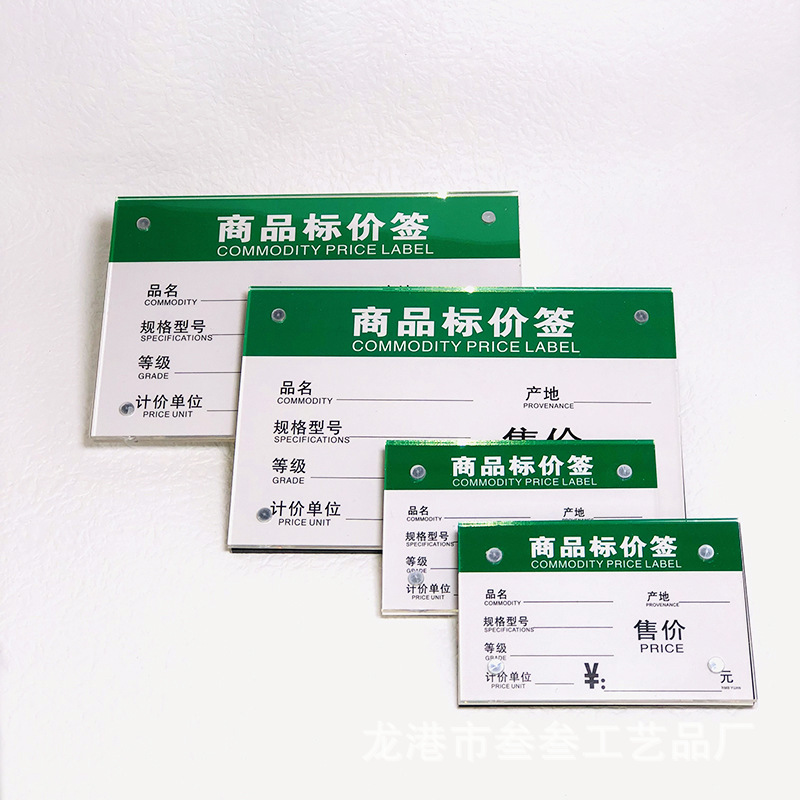 商品标价签
COMMODITY PRICE LABEL
品名
COMMODITY
规格型号
SPECIFICATIONS
等级
GRADE
计价单位
PRICE UNIT
商品标价签
COMMODITY PRICE LABEL
品名
COMMODITY
产地
PROVENANCE
规格型号
SPECIFICATIONS
售价
等级
GRADE
计价单位
PRICE UNIT
商品标价签
COMMODITY PRICE LABEL
品名
COMMODITY
产地
PROVENANCE
规格型号
SPECIFICATIONS
等级
GRADE
计价单位
PRICE UNIT
商品标价签
COMMODITY PRICE LABEL
品名
COMMODITY
产地
PROVENANCE
规格型号
SPECIFICATIONS
售价
PRICE
等级
GRADE
计价单位
PRICE UNIT
¥:
元
龙港市叁叁工艺品厂